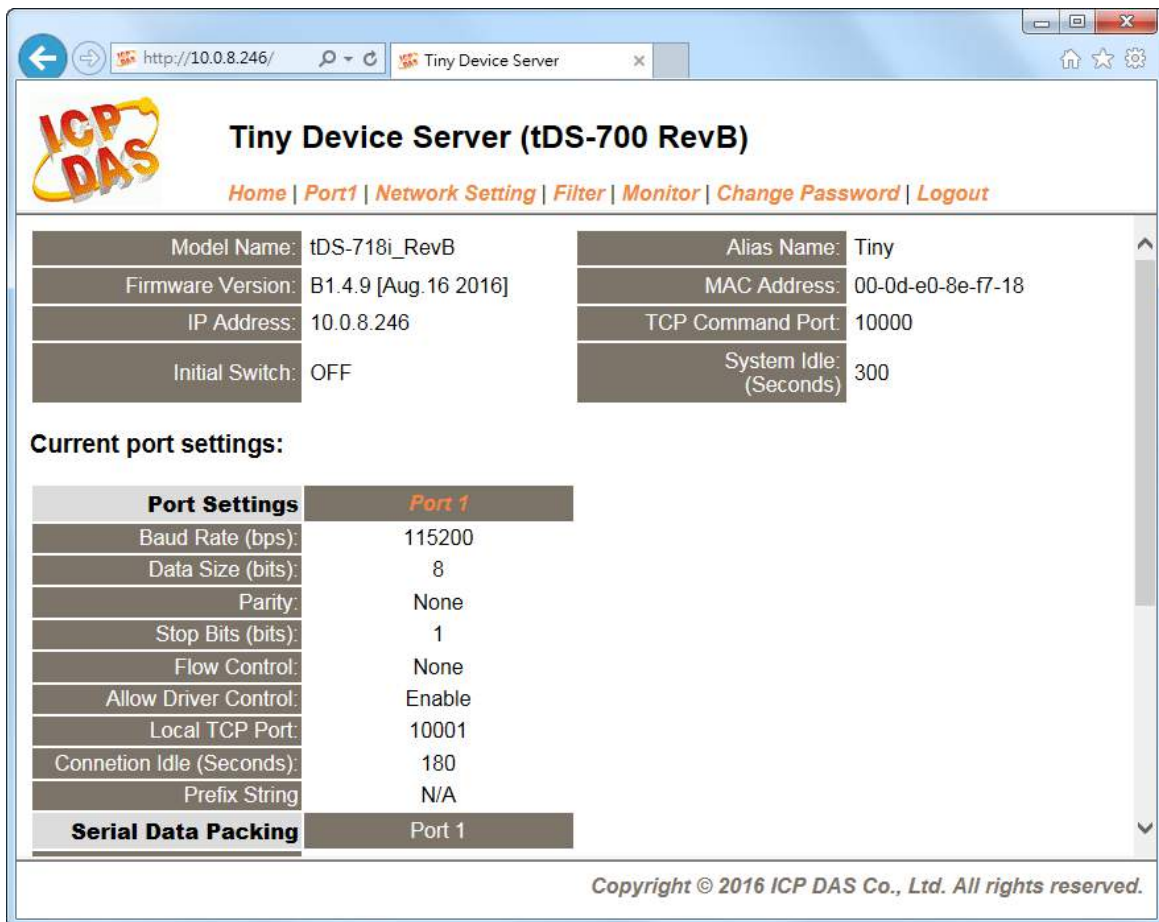 http://10.0.8.246/
Tiny Device Server
ICP DAS
Tiny Device Server (tDS-700 RevB)
Home | Port1 | Network Setting | Filter | Monitor | Change Password | Logout
Model Name: tDS-718i_RevB Alias Name: Tiny
Firmware Version: B1.4.9 [Aug.16 2016] MAC Address: 00-0d-e0-8e-f7-18
IP Address: 10.0.8.246 TCP Command Port: 10000
Initial Switch: OFF System Idle: (Seconds) 300
Current port settings:
Port Settings Port 1
Baud Rate (bps): 115200
Data Size (bits): 8
Parity: None
Stop Bits (bits): 1
Flow Control: None
Allow Driver Control: Enable
Local TCP Port: 10001
Connetion Idle (Seconds): 180
Prefix String N/A
Serial Data Packing Port 1
Copyright © 2016 ICP DAS Co., Ltd. All rights reserved.